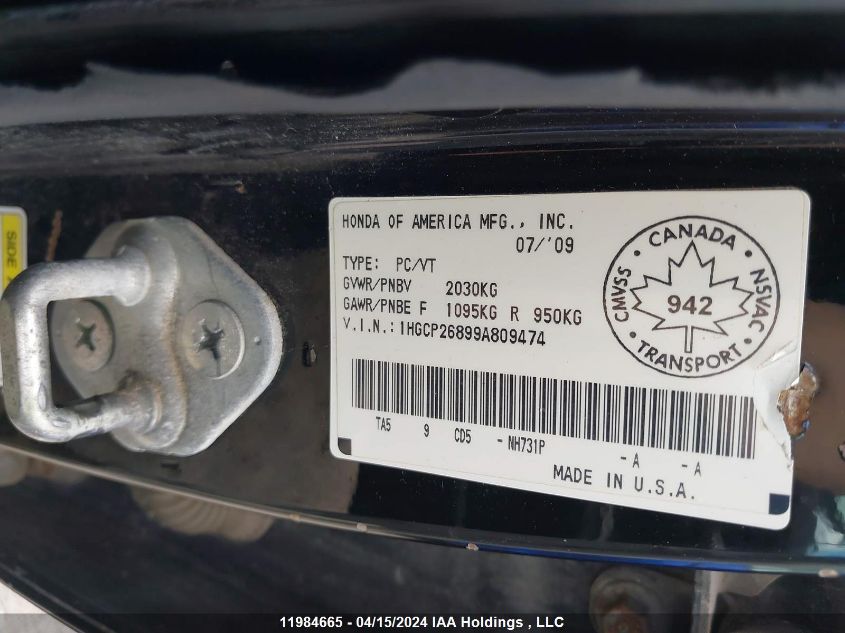 SIDE
HONDA OF AMERICA MFG., INC.
07/'09
TYPE: PC/VT
GVWR/PNBV 2030KG
GAWR/PNBE F 1095KG R 950KG
V.I.N.: 1HGCP26899A809474
CANADA
CMVSS
NSVAC
942
TRANSPORT
TA5 9 CD5 - NH731P -A -A
MADE IN U.S.A.
11984665 - 04/15/2024 IAA Holdings , LLC